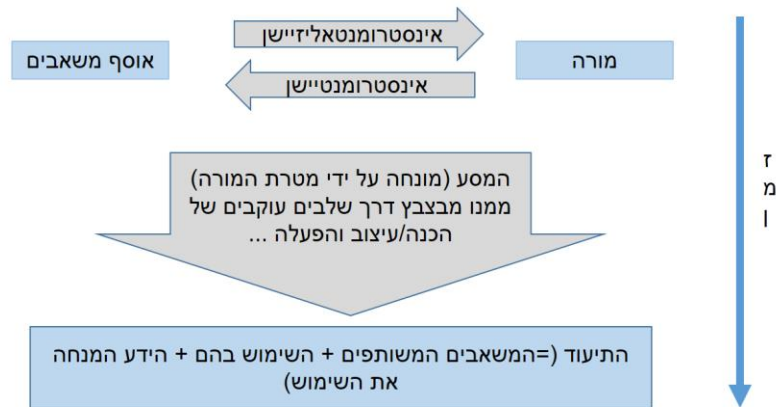 אינסטרומנטאליזיישן
מורה
אוסף משאבים
אינסטרומנטיישן
המסע (מונחה על ידי מטרת המורה)
ממנו מבצבץ דרך שלבים עוקבים של
הכנה/עיצוב והפעלה ...
התיעוד (=המשאבים המשותפים + השימוש בהם + הידע המנחה
את השימוש)
ז
מ
ן